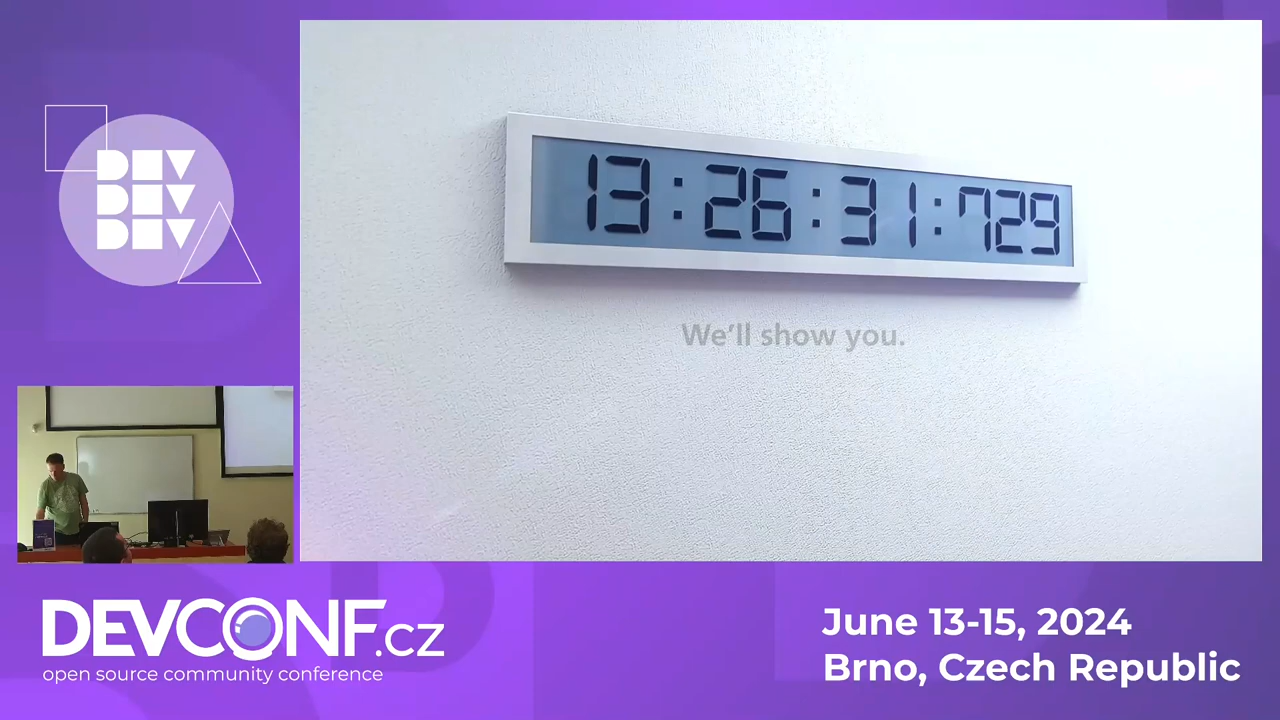 DEV
DEV
DEV
13:26:31:729
We'll show you.
DEVCONF.cz
open source community conference
June 13-15, 2024
Brno, Czech Republic